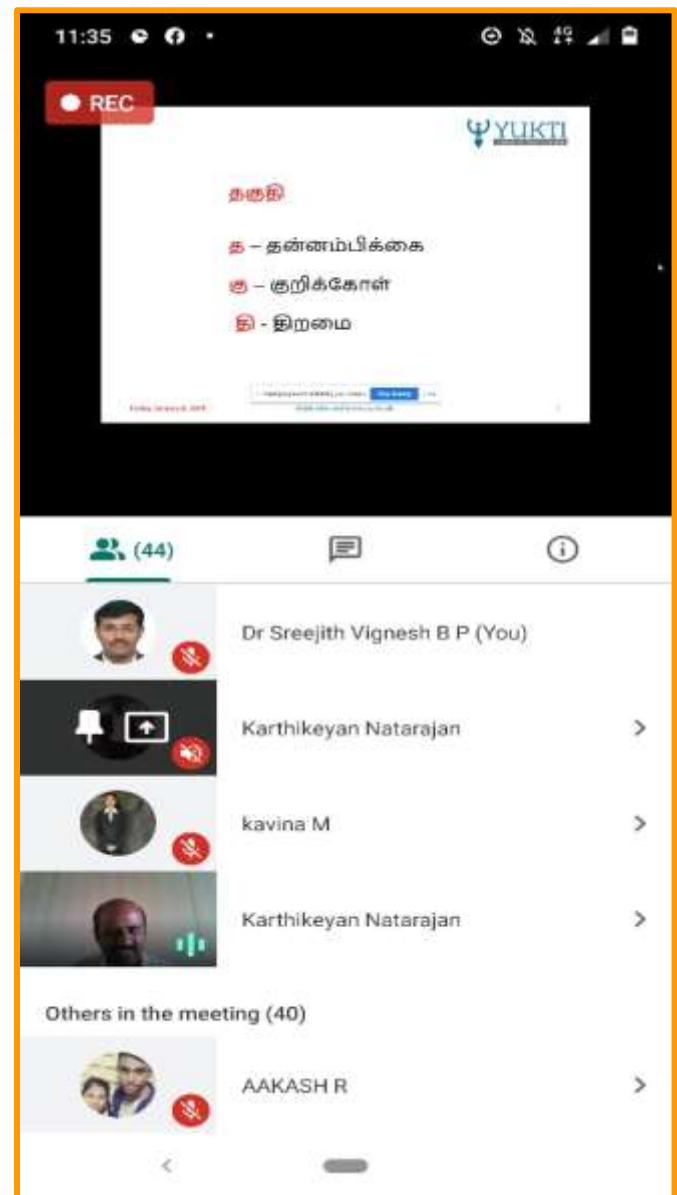 11:35
4G
REC
YUKTI
தகுதி
த – தன்னம்பிக்கை
கு – குறிக்கோள்
தி - திறமை
(44)
Dr Sreejith Vignesh B P (You)
Karthikeyan Natarajan
kavina M
Karthikeyan Natarajan
Others in the meeting (40)
AAKASH R